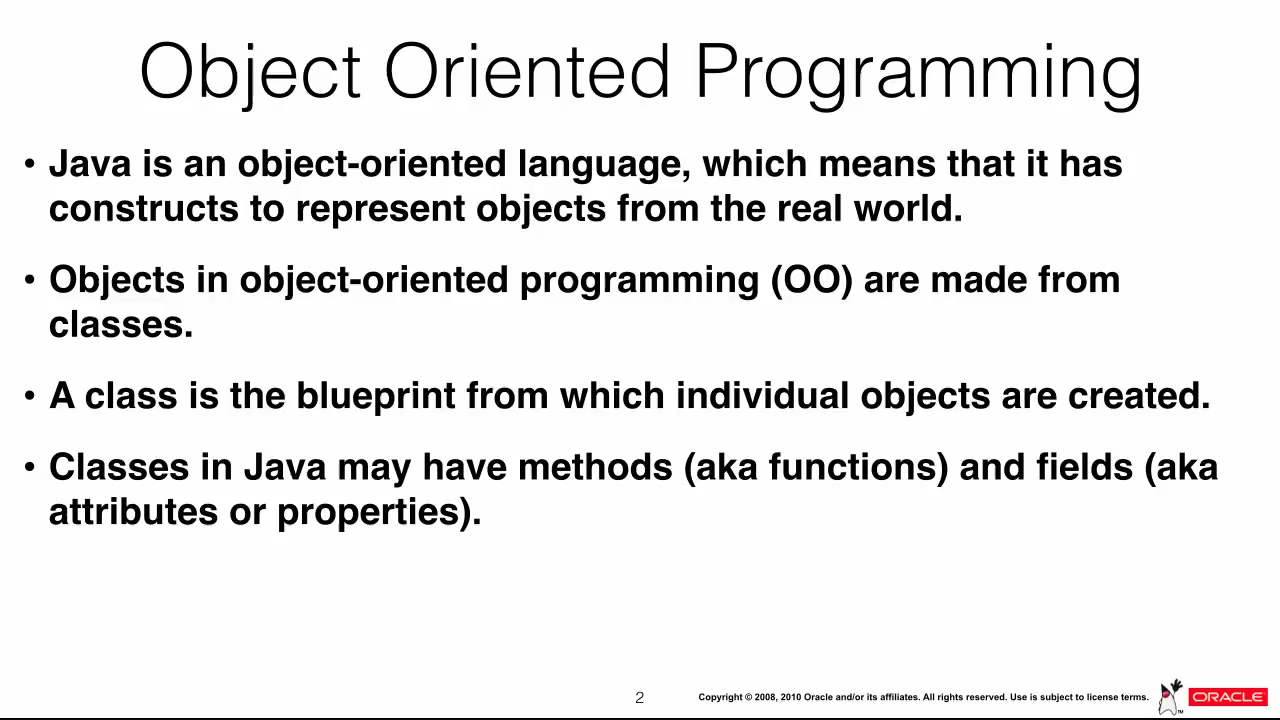 Object Oriented Programming
• Java is an object-oriented language, which means that it has
constructs to represent objects from the real world.
• Objects in object-oriented programming (OO) are made from
classes.
• A class is the blueprint from which individual objects are created.
• Classes in Java may have methods (aka functions) and fields (aka
attributes or properties).
2
Copyright © 2008, 2010 Oracle and/or its affiliates. All rights reserved. Use is subject to license terms.
TM
ORACLE